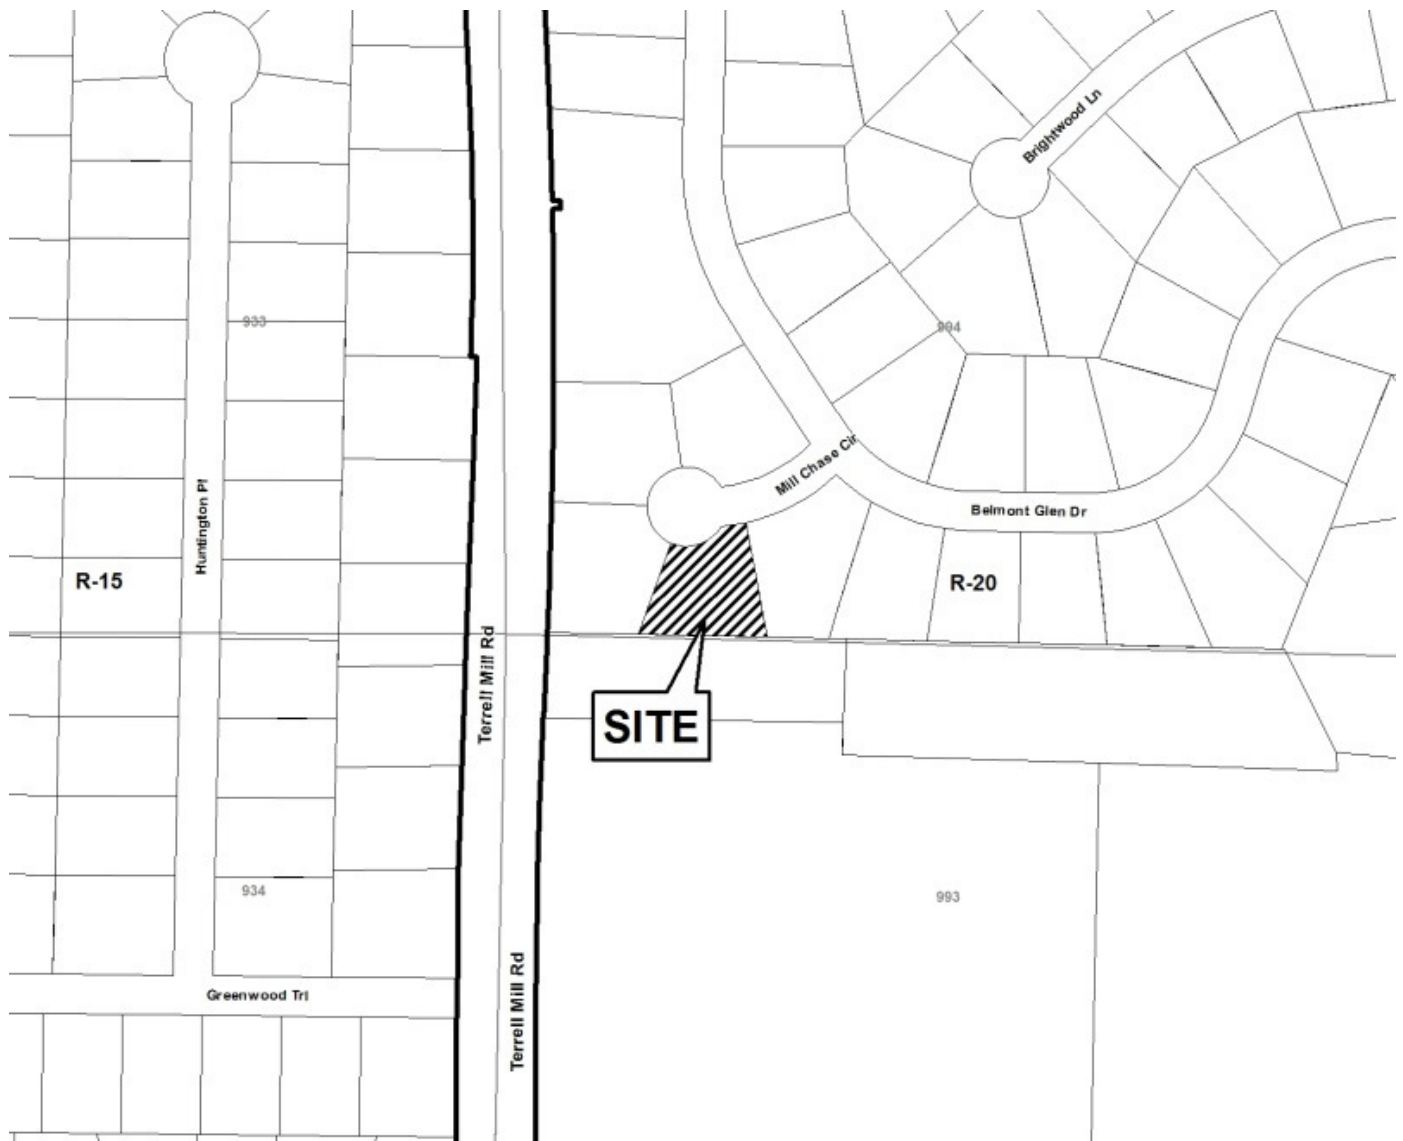 Brightwood Ln
933
994
Mill Chase Cir
Huntington Pl
Belmont Glen Dr
R-15
R-20
Terrell Mill Rd
SITE
934
993
Greenwood Trl
Terrell Mill Rd